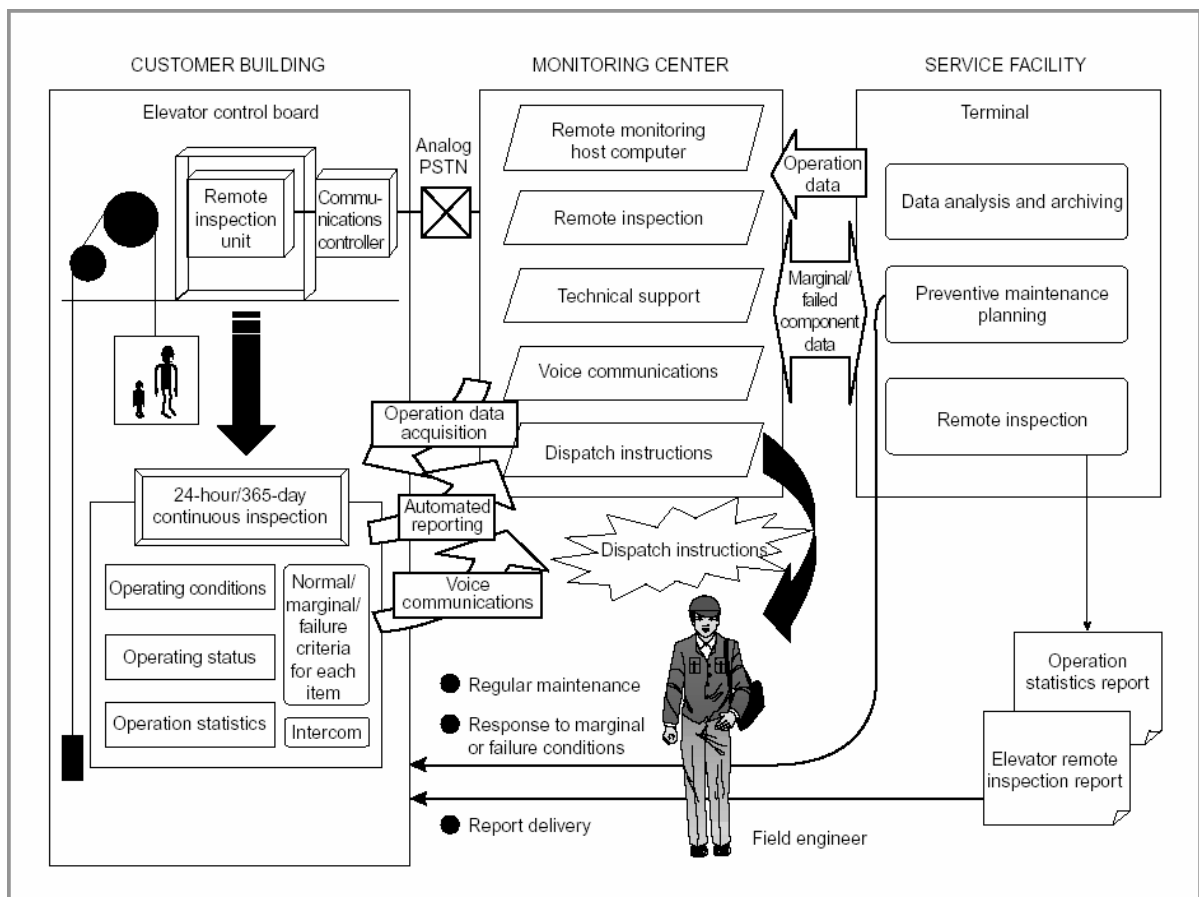 CUSTOMER BUILDING
Elevator control board
Remote
inspection
unit
Commu-
nications
controller
Analog
PSTN
24-hour/365-day
continuous inspection
Operating conditions
Operating status
Operation statistics
Normal/
marginal/
failure
criteria
for each
item
Intercom
Operation data
acquisition
Automated
reporting
Voice
communications
MONITORING CENTER
Remote monitoring
host computer
Remote inspection
Technical support
Voice communications
Dispatch instructions
Dispatch instructions
Operation
data
Marginal/
failed
component
data
SERVICE FACILITY
Terminal
Data analysis and archiving
Preventive maintenance
planning
Remote inspection
Operation
statistics report
Elevator remote
inspection report
Regular maintenance
Response to marginal
or failure conditions
Report delivery
Field engineer